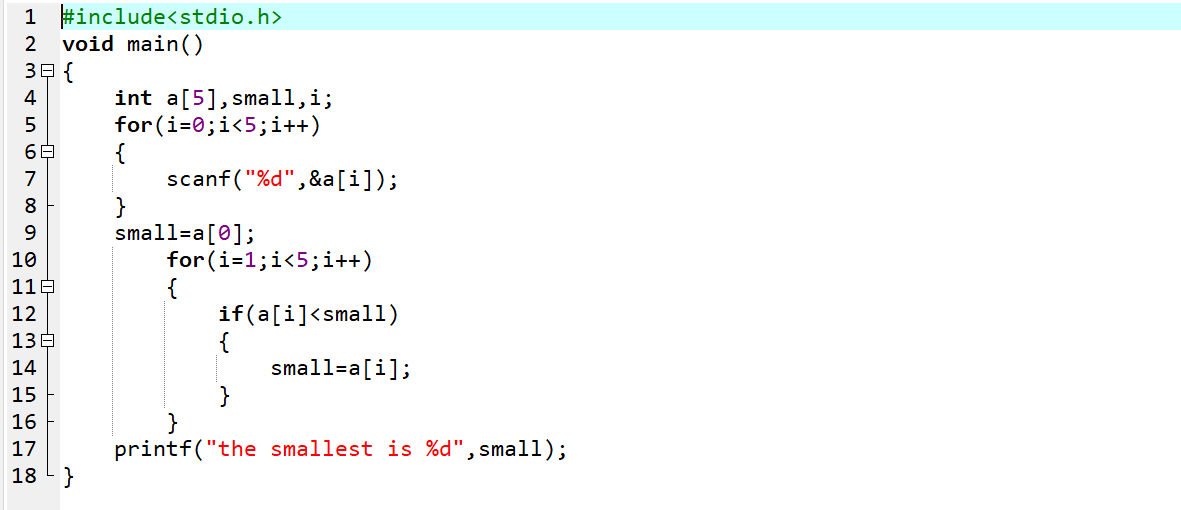 1 #include<stdio.h>
2 void main()
3 {
4 int a[5],small,i;
5 for(i=0;i<5;i++)
6 {
7 scanf("%d",&a[i]);
8 }
9 small=a[0];
10 for(i=1;i<5;i++)
11 {
12 if(a[i]<small)
13 {
14 small=a[i];
15 }
16 }
17 printf("the smallest is %d",small);
18 }